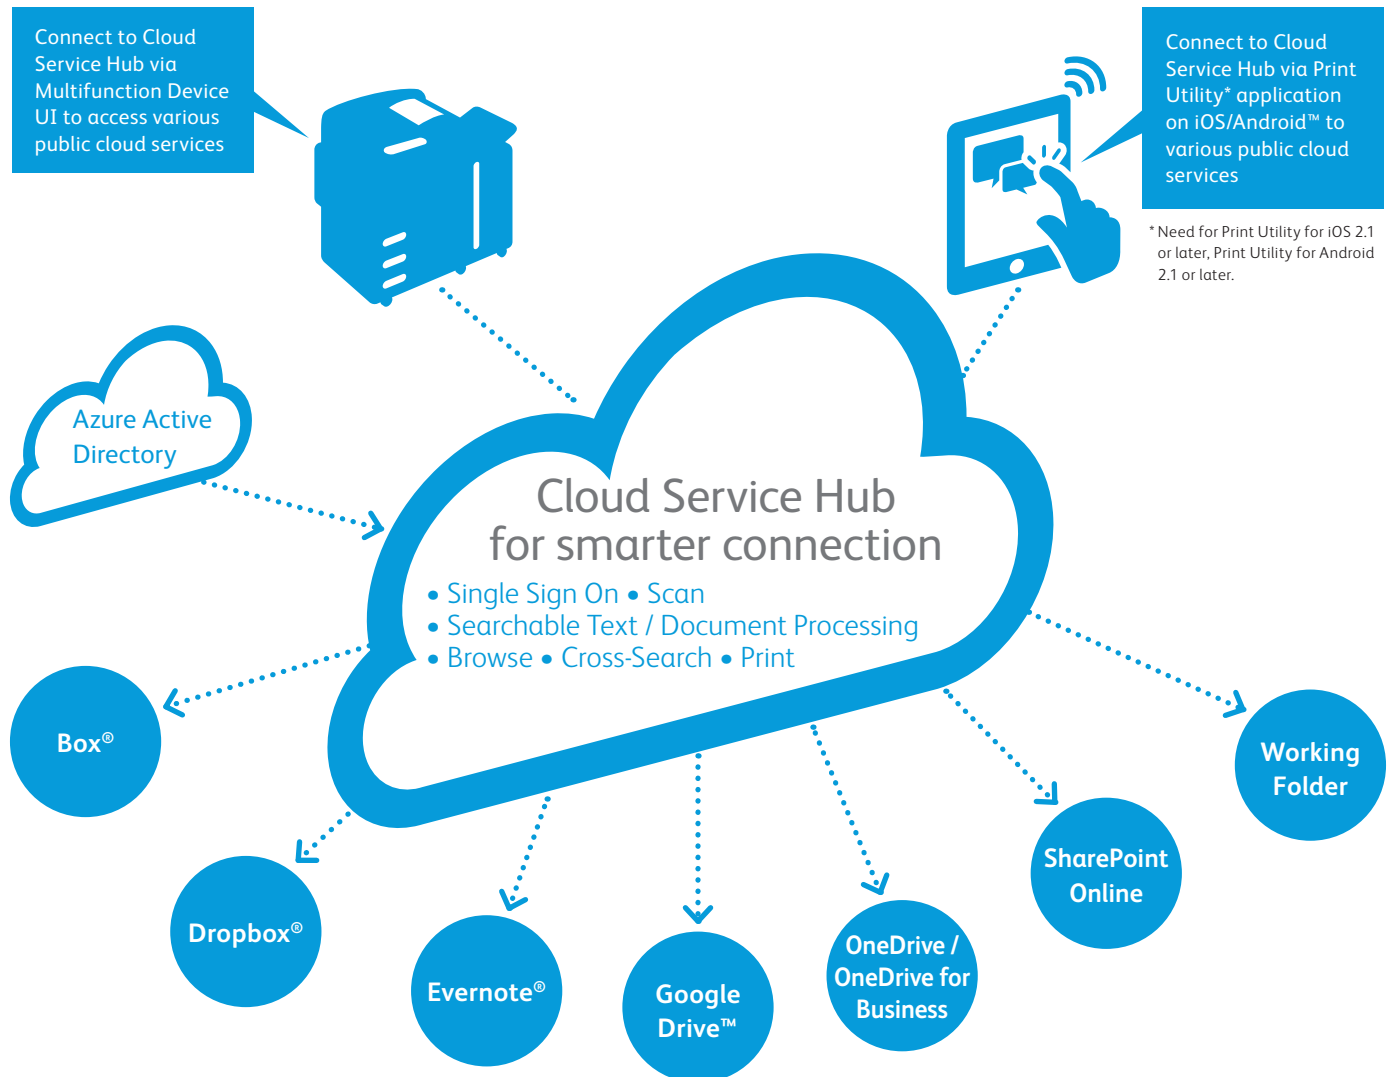 Connect to Cloud
Service Hub via
Multifunction Device
UI to access various
public cloud services
Connect to Cloud
Service Hub via Print
Utility* application
on iOS/Android™ to
various public cloud
services
* Need for Print Utility for iOS 2.1
or later, Print Utility for Android
2.1 or later.
Azure Active
Directory
Cloud Service Hub
for smarter connection
• Single Sign On • Scan
• Searchable Text / Document Processing
• Browse • Cross-Search • Print
Box®
Dropbox®
Evernote®
Google
Drive™
OneDrive /
OneDrive for
Business
SharePoint
Online
Working
Folder